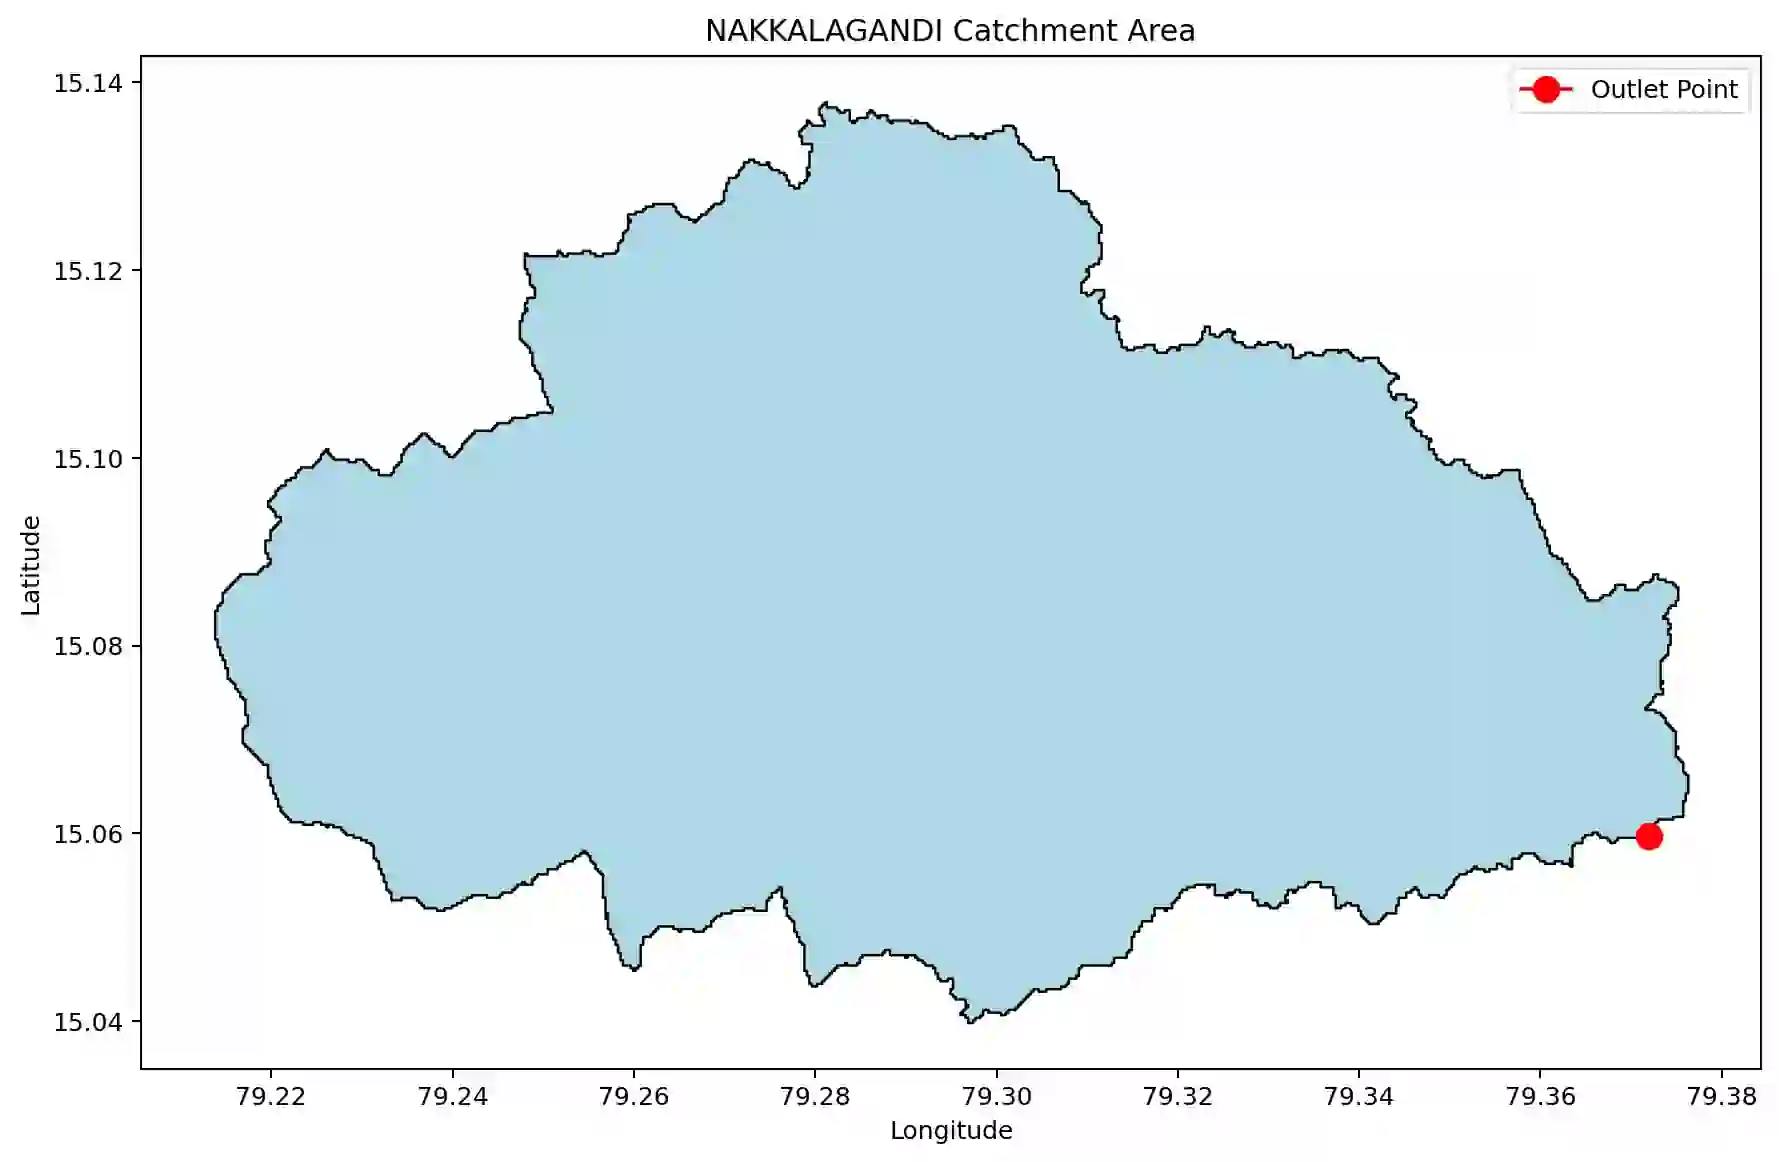 NAKKALAGANDI Catchment Area
Outlet Point
15.14
15.12
15.10
15.08
15.06
15.04
Latitude
79.22 79.24 79.26 79.28 79.30 79.32 79.34 79.36 79.38
Longitude